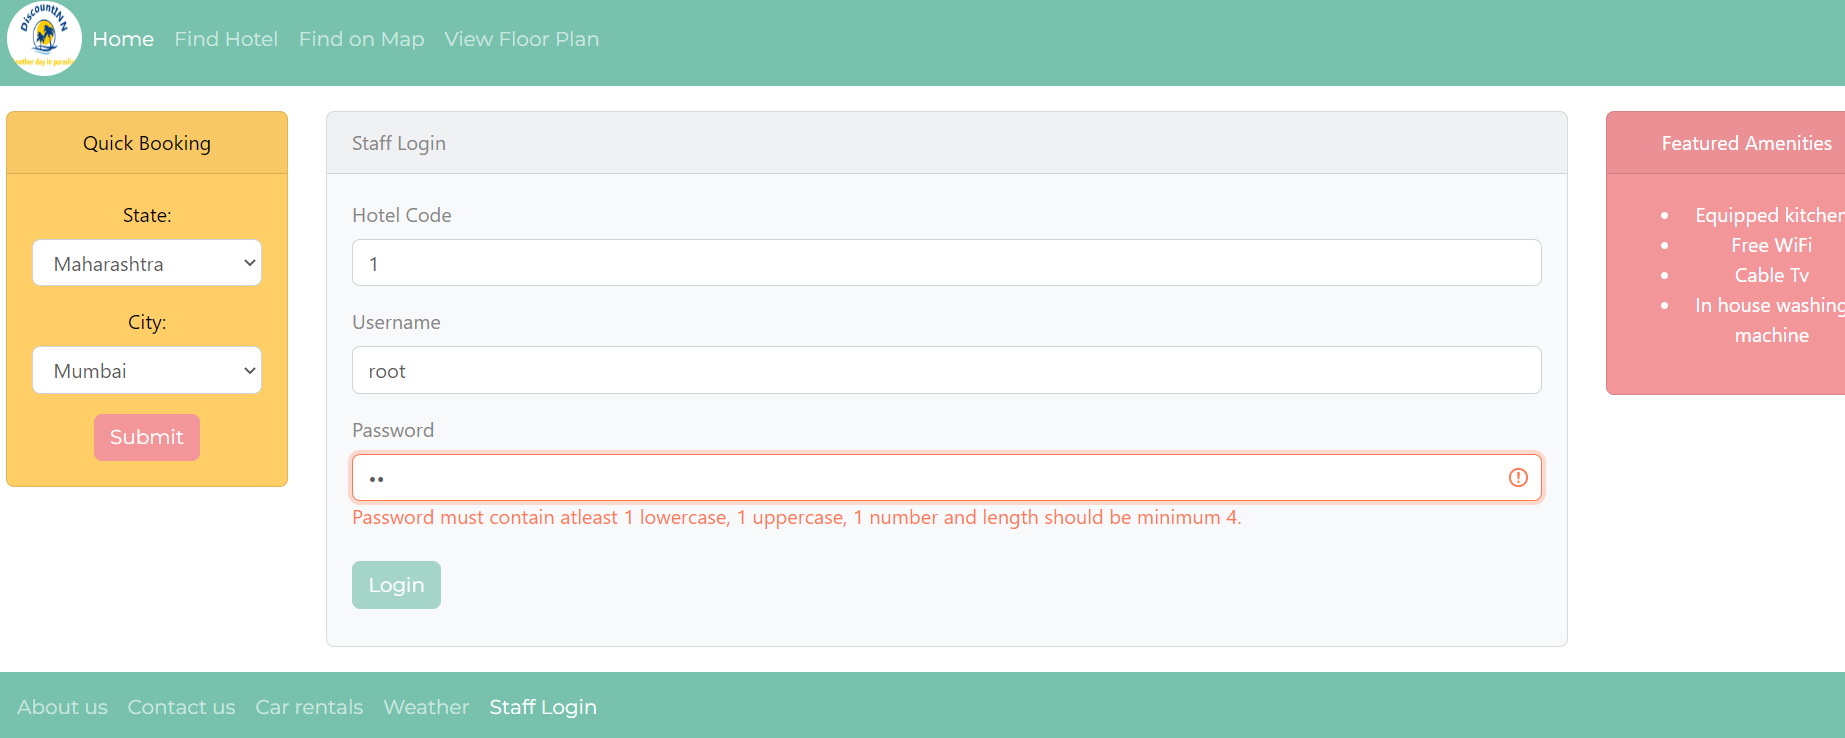 DiscountINN
nother day in paradis
Home Find Hotel Find on Map View Floor Plan
Quick Booking
State:
Maharashtra
City:
Mumbai
Submit
Staff Login
Hotel Code
1
Username
root
Password
••
Password must contain atleast 1 lowercase, 1 uppercase, 1 number and length should be minimum 4.
Login
Featured Amenities
• Equipped kitchen
• Free WiFi
• Cable Tv
• In house washing
machine
About us Contact us Car rentals Weather Staff Login